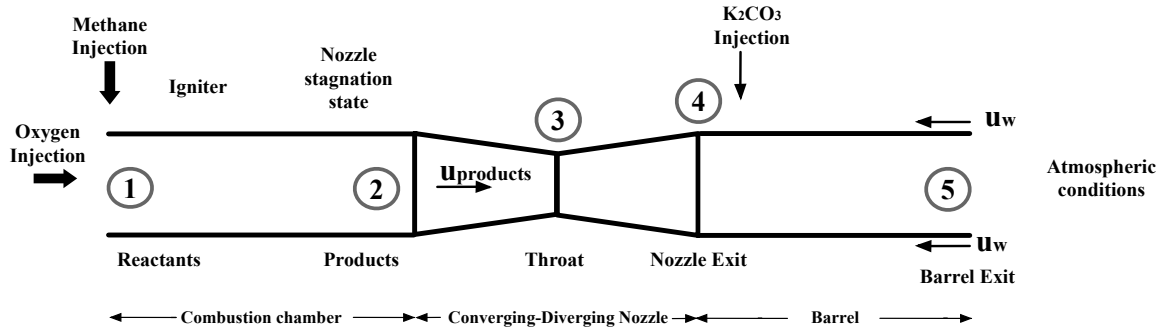 Methane
Injection
Igniter
Nozzle
stagnation
state
K₂CO₃
Injection
3
4
Oxygen
Injection
1
2
uproducts
5
uw
Atmospheric
conditions
uw
Reactants
Products
Throat
Nozzle Exit
Barrel Exit
Combustion chamber
Converging-Diverging Nozzle
Barrel